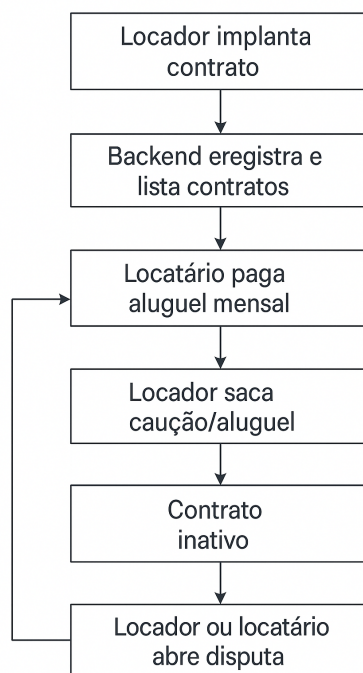 Locador implanta
contrato
Backend eregistra e
lista contratos
Locatário paga
aluguel mensal
Locador saca
caução/aluguel
Contrato
inativo
Locador ou locatário
abre disputa